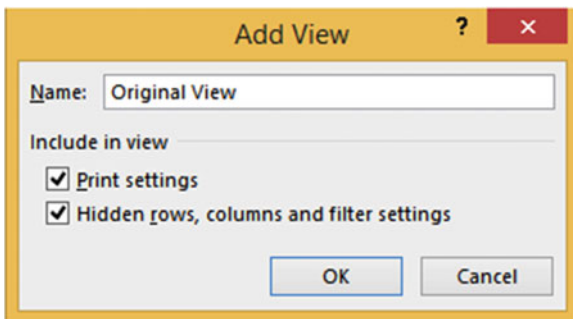 Add View
?
Name: Original View
Include in view
Print settings
Hidden rows, columns and filter settings
OK Cancel